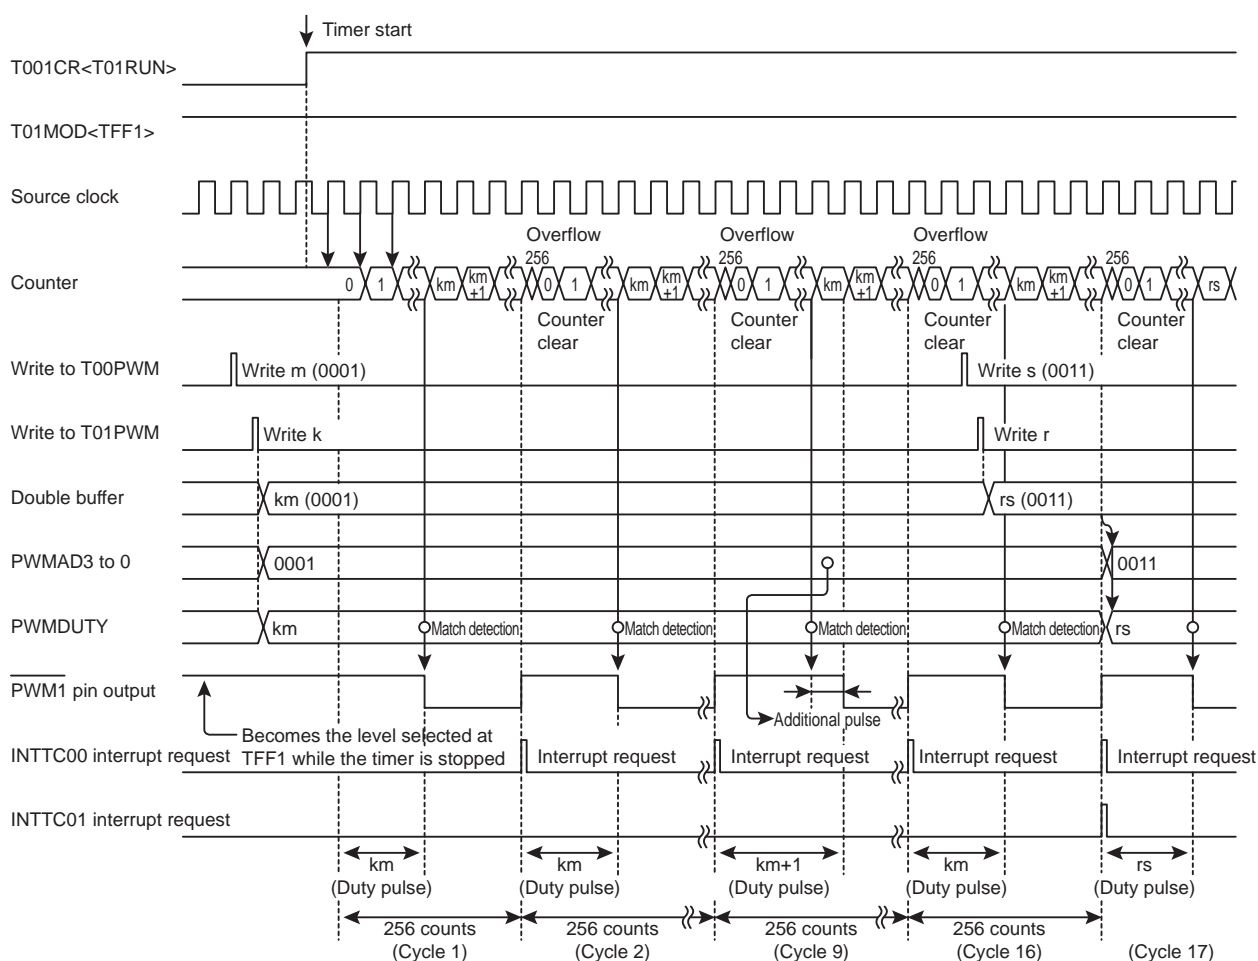 Timer start
T001CR<T01RUN>
T01MOD<TFF1>
Source clock
Overflow Overflow Overflow
256 256 256 256
Counter 0 1 km km+1 0 1 km km+1 0 1 km km+1 0 1 km km+1 0 1 rs
Counter clear Counter clear Counter clear Counter clear
Write to T00PWM Write m (0001) Write s (0011)
Write to T01PWM Write k Write r
Double buffer km (0001) rs (0011)
PWMAD3 to 0 0001 0011
PWMDUTY km Match detection Match detection Match detection Match detection rs
PWM1 pin output
Additional pulse
Becomes the level selected at
TFF1 while the timer is stopped
INTTC00 interrupt request Interrupt request Interrupt request Interrupt request Interrupt request
INTTC01 interrupt request
km km km+1 km rs
(Duty pulse) (Duty pulse) (Duty pulse) (Duty pulse) (Duty pulse)
256 counts 256 counts 256 counts 256 counts
(Cycle 1) (Cycle 2) (Cycle 9) (Cycle 16) (Cycle 17)